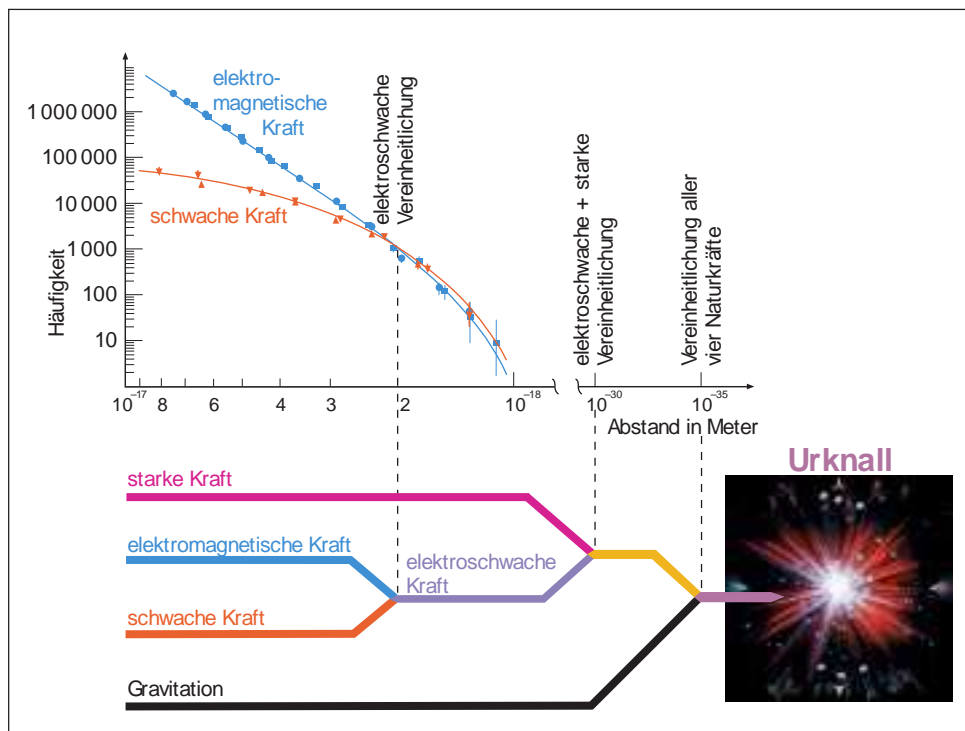 elektro-
magnetische
Kraft
schwache Kraft
elektroschwache
Vereinheitlichung
elektroschwache + starke
Vereinheitlichung
Vereinheitlichung aller
vier Naturkräfte
Häufigkeit
1 000 000
100 000
10 000
1 000
100
10
10⁻¹⁷ 8 6 4 3 2 10⁻¹⁸ 10⁻³⁰ 10⁻³⁵
Abstand in Meter
Urknall
starke Kraft
elektromagnetische Kraft
elektroschwache
Kraft
schwache Kraft
Gravitation